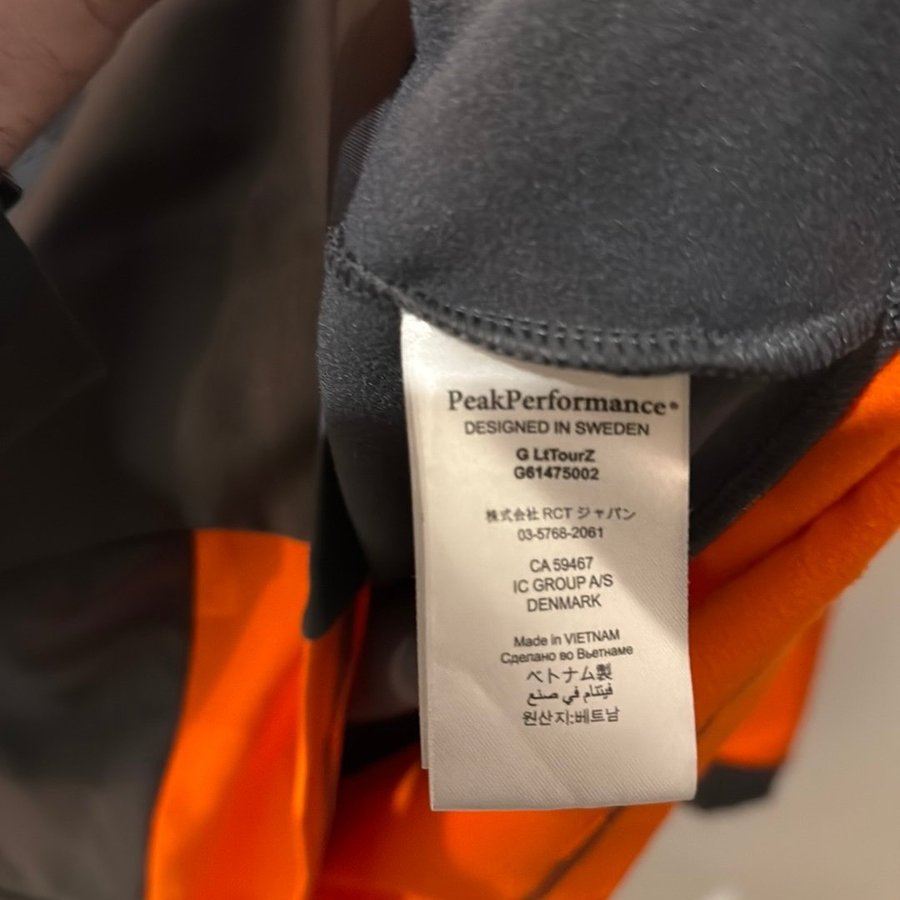 PeakPerformance®
DESIGNED IN SWEDEN
G LtTourZ
G61475002
株式会社 RCT ジャパン
03-5768-2061
CA 59467
IC GROUP A/S
DENMARK
Made in VIETNAM
Сделано во Вьетнаме
ベトナム製
فيتنام في صنع
원산지:베트남